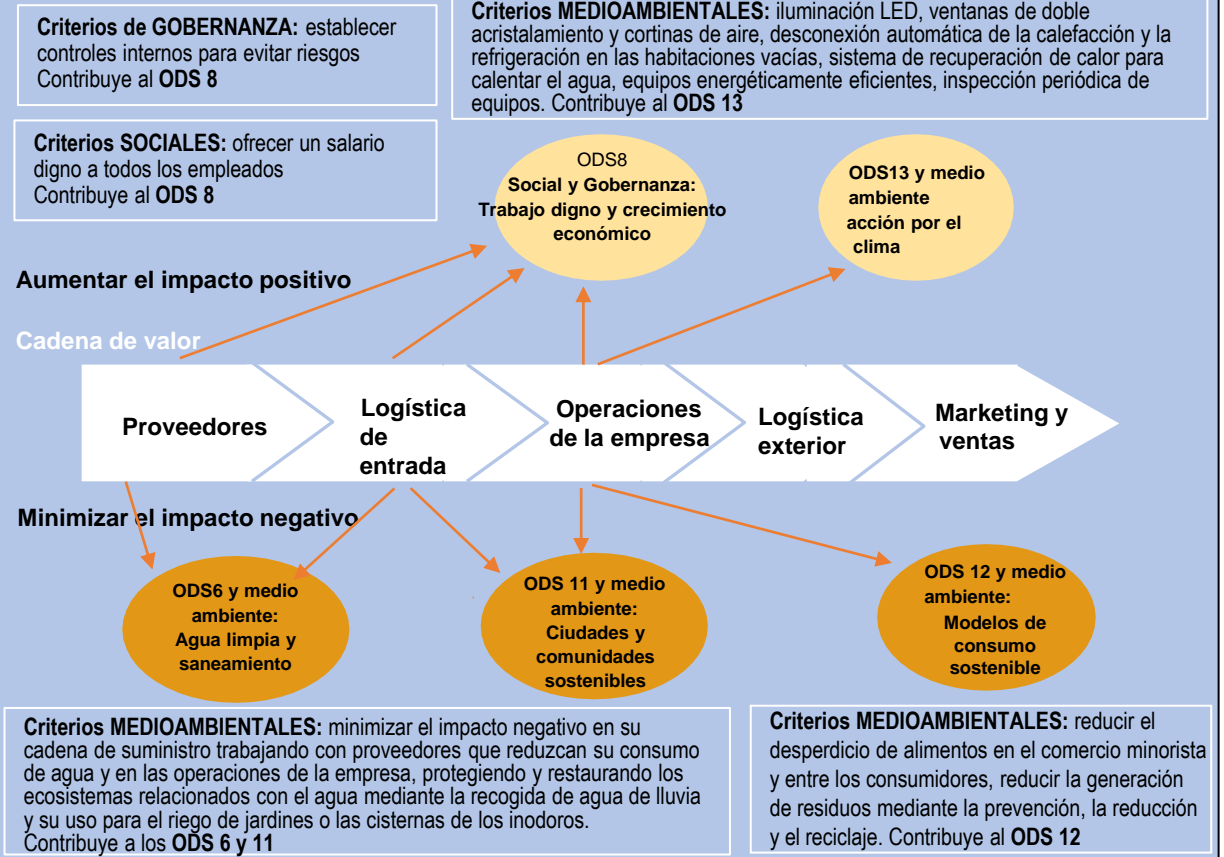 Criterios de GOBERNANZA: establecer
controles internos para evitar riesgos
Contribuye al ODS 8
Criterios MEDIOAMBIENTALES: iluminación LED, ventanas de doble
acristalamiento y cortinas de aire, desconexión automática de la calefacción y la
refrigeración en las habitaciones vacías, sistema de recuperación de calor para
calentar el agua, equipos energéticamente eficientes, inspección periódica de
equipos. Contribuye al ODS 13
Criterios SOCIALES: ofrecer un salario
digno a todos los empleados
Contribuye al ODS 8
ODS8
Social y Gobernanza:
Trabajo digno y crecimiento
económico
ODS13 y medio
ambiente
acción por el
clima
Aumentar el impacto positivo
Cadena de valor
Proveedores
Logística
de
entrada
Operaciones
de la empresa
Logística
exterior
Marketing y
ventas
Minimizar el impacto negativo
ODS6 y medio
ambiente:
Agua limpia y
saneamiento
ODS 11 y medio
ambiente:
Ciudades y
comunidades
sostenibles
ODS 12 y medio
ambiente:
Modelos de
consumo
sostenible
Criterios MEDIOAMBIENTALES: minimizar el impacto negativo en su
cadena de suministro trabajando con proveedores que reduzcan su consumo
de agua y en las operaciones de la empresa, protegiendo y restaurando los
ecosistemas relacionados con el agua mediante la recogida de agua de lluvia
y su uso para el riego de jardines o las cisternas de los inodoros.
Contribuye a los ODS 6 y 11
Criterios MEDIOAMBIENTALES: reducir el
desperdicio de alimentos en el comercio minorista
y entre los consumidores, reducir la generación
de residuos mediante la prevención, la reducción
y el reciclaje. Contribuye al ODS 12